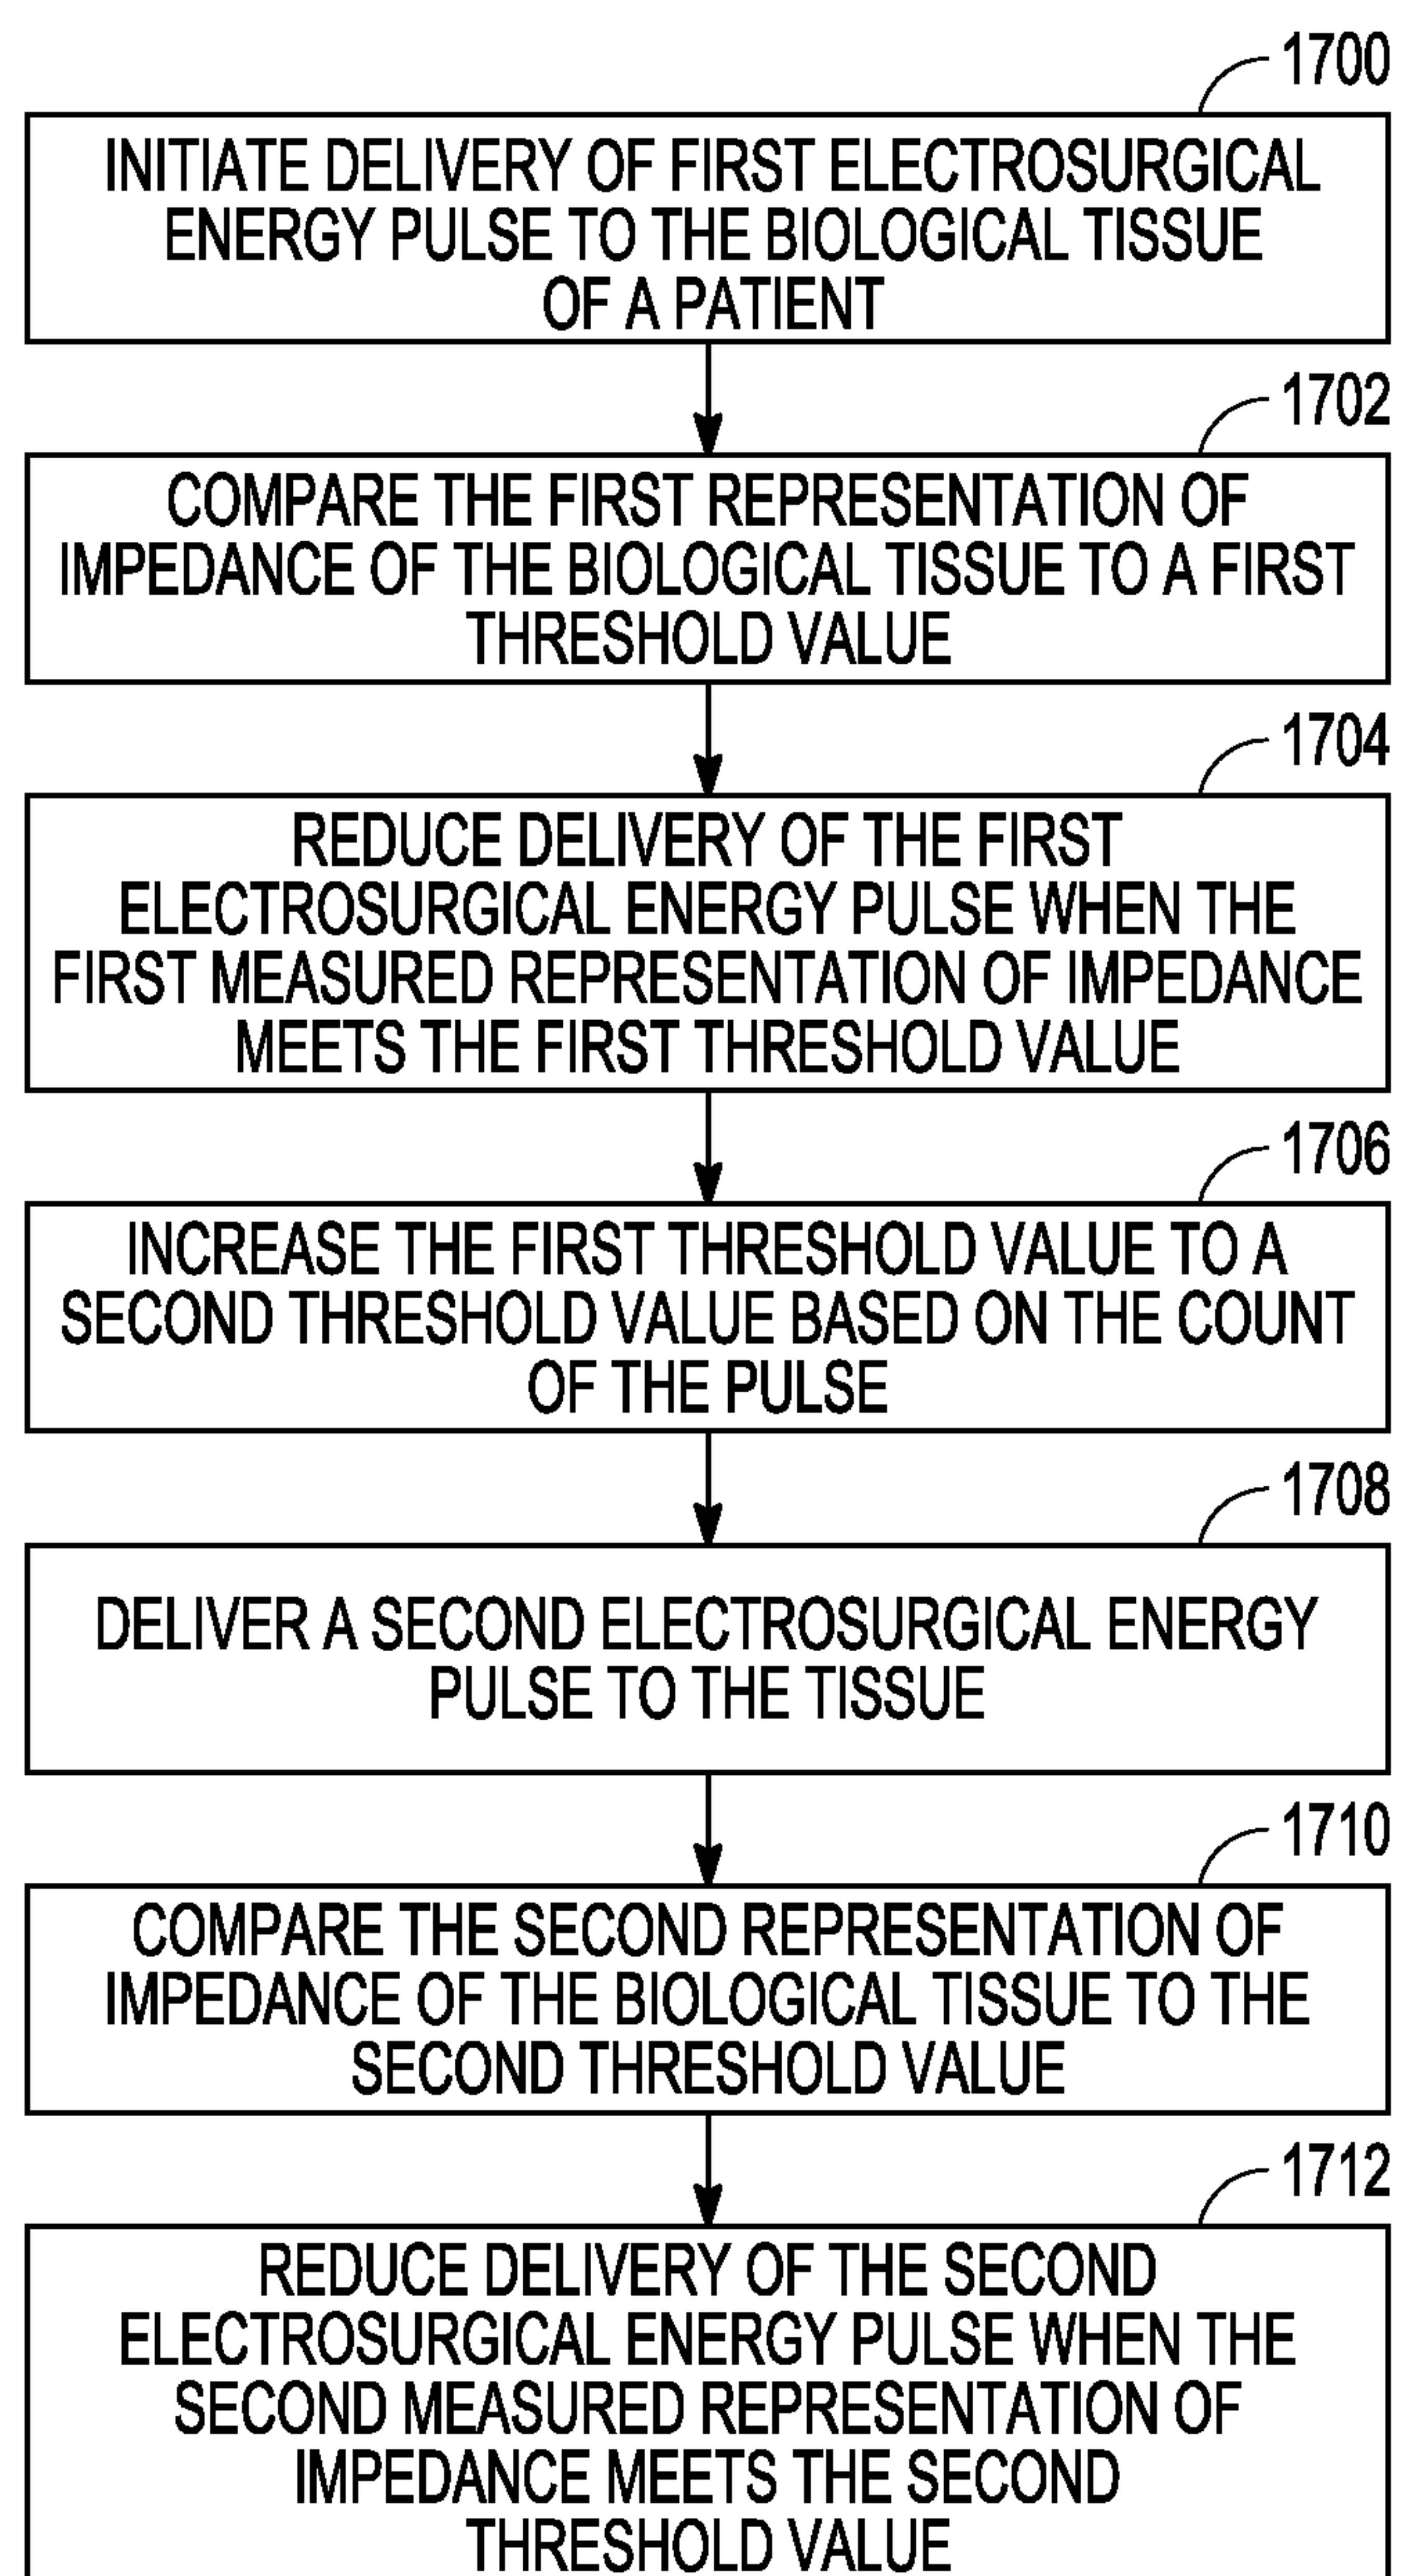 1700
INITIATE DELIVERY OF FIRST ELECTROSURGICAL
ENERGY PULSE TO THE BIOLOGICAL TISSUE
OF A PATIENT
1702
COMPARE THE FIRST REPRESENTATION OF
IMPEDANCE OF THE BIOLOGICAL TISSUE TO A FIRST
THRESHOLD VALUE
1704
REDUCE DELIVERY OF THE FIRST
ELECTROSURGICAL ENERGY PULSE WHEN THE
FIRST MEASURED REPRESENTATION OF IMPEDANCE
MEETS THE FIRST THRESHOLD VALUE
1706
INCREASE THE FIRST THRESHOLD VALUE TO A
SECOND THRESHOLD VALUE BASED ON THE COUNT
OF THE PULSE
1708
DELIVER A SECOND ELECTROSURGICAL ENERGY
PULSE TO THE TISSUE
1710
COMPARE THE SECOND REPRESENTATION OF
IMPEDANCE OF THE BIOLOGICAL TISSUE TO THE
SECOND THRESHOLD VALUE
1712
REDUCE DELIVERY OF THE SECOND
ELECTROSURGICAL ENERGY PULSE WHEN THE
SECOND MEASURED REPRESENTATION OF
IMPEDANCE MEETS THE SECOND
THRESHOLD VALUE